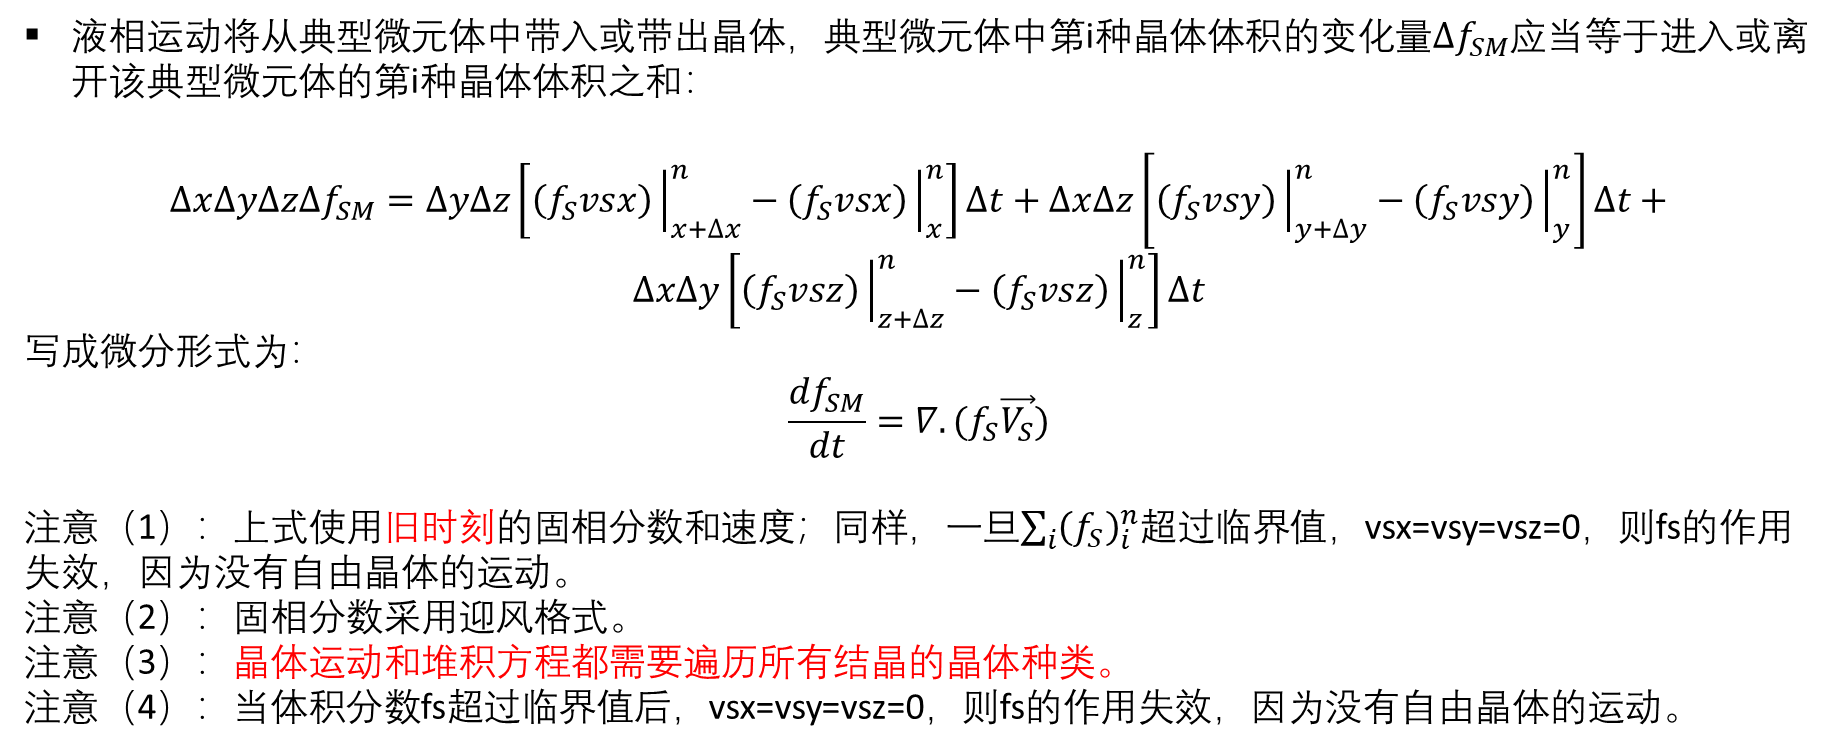 ▪ 液相运动将从典型微元体中带入或带出晶体，典型微元体中第i种晶体体积的变化量Δf_{SM}应当等于进入或离
开该典型微元体的第i种晶体体积之和：
ΔxΔyΔzΔf_{SM} = ΔyΔz[(f_S vsx)|^n_{x+Δx} − (f_S vsx)|^n_x]Δt + ΔxΔz[(f_S vsy)|^n_{y+Δy} − (f_S vsy)|^n_y]Δt +
ΔxΔy[(f_S vsz)|^n_{z+Δz} − (f_S vsz)|^n_z]Δt
写成微分形式为：
\frac{df_{SM}}{dt} = ∇.(f_S\overrightarrow{V_S})
注意（1）：上式使用旧时刻的固相分数和速度；同样，一旦∑_i(f_S)^n_i超过临界值，vsx=vsy=vsz=0，则fs的作用
失效，因为没有自由晶体的运动。
注意（2）：固相分数采用迎风格式。
注意（3）：晶体运动和堆积方程都需要遍历所有结晶的晶体种类。
注意（4）：当体积分数fs超过临界值后，vsx=vsy=vsz=0，则fs的作用失效，因为没有自由晶体的运动。